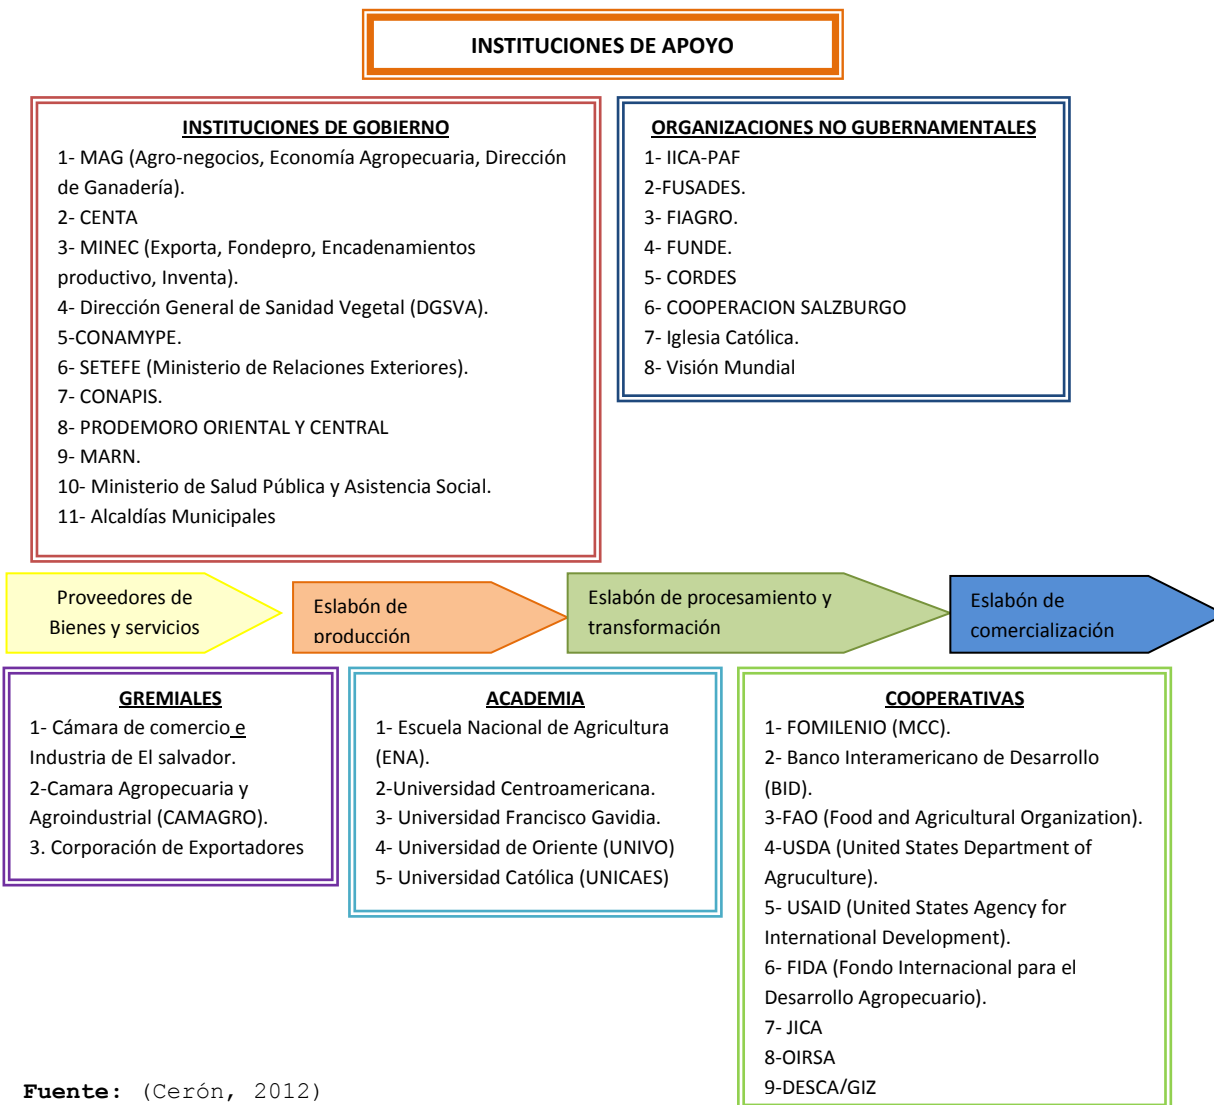 INSTITUCIONES DE APOYO
INSTITUCIONES DE GOBIERNO
1- MAG (Agro-negocios, Economía Agropecuaria, Dirección
de Ganadería).
2- CENTA
3- MINEC (Exporta, Fondepro, Encadenamientos
productivo, Inventa).
4- Dirección General de Sanidad Vegetal (DGSVA).
5-CONAMYPE.
6- SETEFE (Ministerio de Relaciones Exteriores).
7- CONAPIS.
8- PRODEMORO ORIENTAL Y CENTRAL
9- MARN.
10- Ministerio de Salud Pública y Asistencia Social.
11- Alcaldías Municipales
ORGANIZACIONES NO GUBERNAMENTALES
1- IICA-PAF
2-FUSADES.
3- FIAGRO.
4- FUNDE.
5- CORDES
6- COOPERACION SALZBURGO
7- Iglesia Católica.
8- Visión Mundial
Proveedores de
Bienes y servicios
Eslabón de
producción
Eslabón de procesamiento y
transformación
Eslabón de
comercialización
GREMIALES
1- Cámara de comercio e
Industria de El salvador.
2-Camara Agropecuaria y
Agroindustrial (CAMAGRO).
3. Corporación de Exportadores
ACADEMIA
1- Escuela Nacional de Agricultura
(ENA).
2-Universidad Centroamericana.
3- Universidad Francisco Gavidia.
4- Universidad de Oriente (UNIVO)
5- Universidad Católica (UNICAES)
COOPERATIVAS
1- FOMILENIO (MCC).
2- Banco Interamericano de Desarrollo
(BID).
3-FAO (Food and Agricultural Organization).
4-USDA (United States Department of
Agruculture).
5- USAID (United States Agency for
International Development).
6- FIDA (Fondo Internacional para el
Desarrollo Agropecuario).
7- JICA
8-OIRSA
9-DESCA/GIZ
Fuente: (Cerón, 2012)